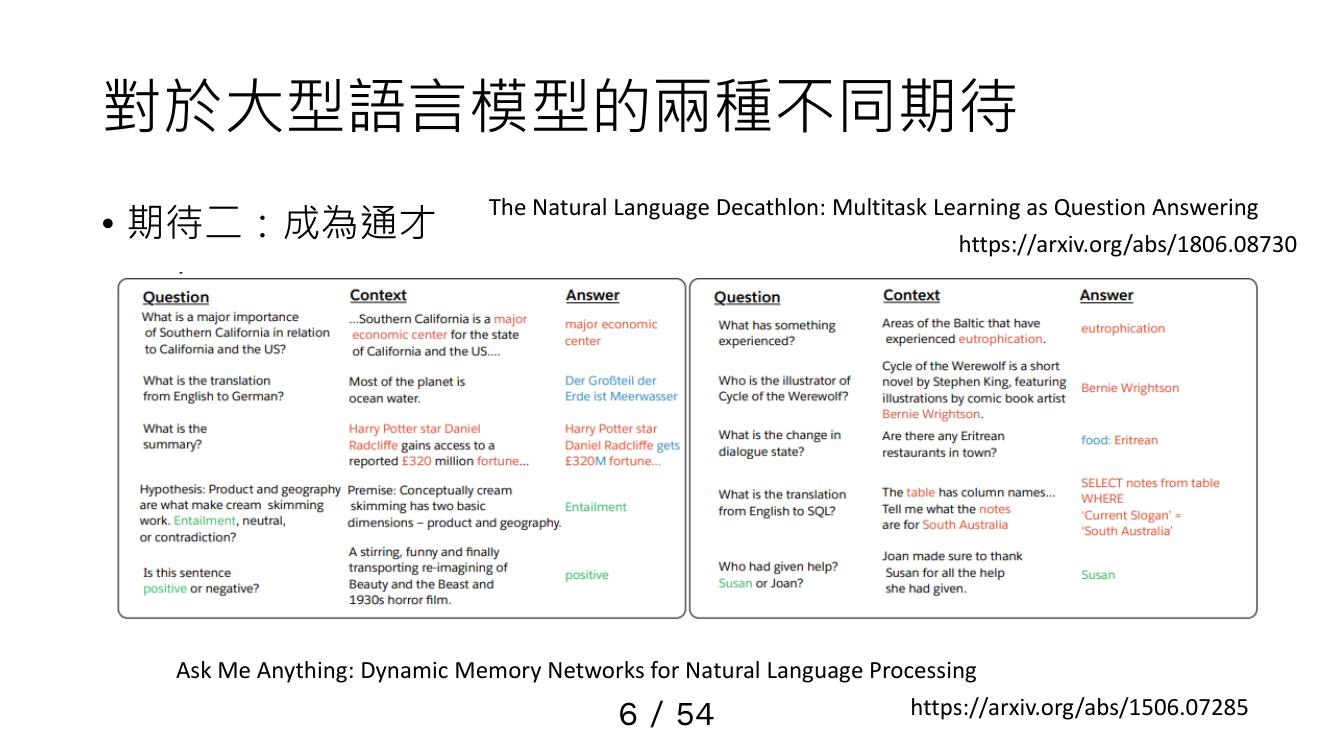 對於大型語言模型的兩種不同期待
• 期待二：成為通才
The Natural Language Decathlon: Multitask Learning as Question Answering
https://arxiv.org/abs/1806.08730
Question Context Answer
What is a major importance
of Southern California in relation
to California and the US?
...Southern California is a major
economic center for the state
of California and the US....
major economic
center
What is the translation
from English to German?
Most of the planet is
ocean water.
Der Großteil der
Erde ist Meerwasser
What is the
summary?
Harry Potter star Daniel
Radcliffe gains access to a
reported £320 million fortune...
Harry Potter star
Daniel Radcliffe gets
£320M fortune...
Hypothesis: Product and geography
are what make cream skimming
work. Entailment, neutral,
or contradiction?
Premise: Conceptually cream
skimming has two basic
dimensions – product and geography.
Entailment
Is this sentence
positive or negative?
A stirring, funny and finally
transporting re-imagining of
Beauty and the Beast and
1930s horror film.
positive
Question Context Answer
What has something
experienced?
Areas of the Baltic that have
experienced eutrophication.
eutrophication
Who is the illustrator of
Cycle of the Werewolf?
Cycle of the Werewolf is a short
novel by Stephen King, featuring
illustrations by comic book artist
Bernie Wrightson.
Bernie Wrightson
What is the change in
dialogue state?
Are there any Eritrean
restaurants in town?
food: Eritrean
What is the translation
from English to SQL?
The table has column names...
Tell me what the notes
are for South Australia
SELECT notes from table
WHERE
‘Current Slogan’ =
‘South Australia’
Who had given help?
Susan or Joan?
Joan made sure to thank
Susan for all the help
she had given.
Susan
Ask Me Anything: Dynamic Memory Networks for Natural Language Processing
https://arxiv.org/abs/1506.07285
6 / 54